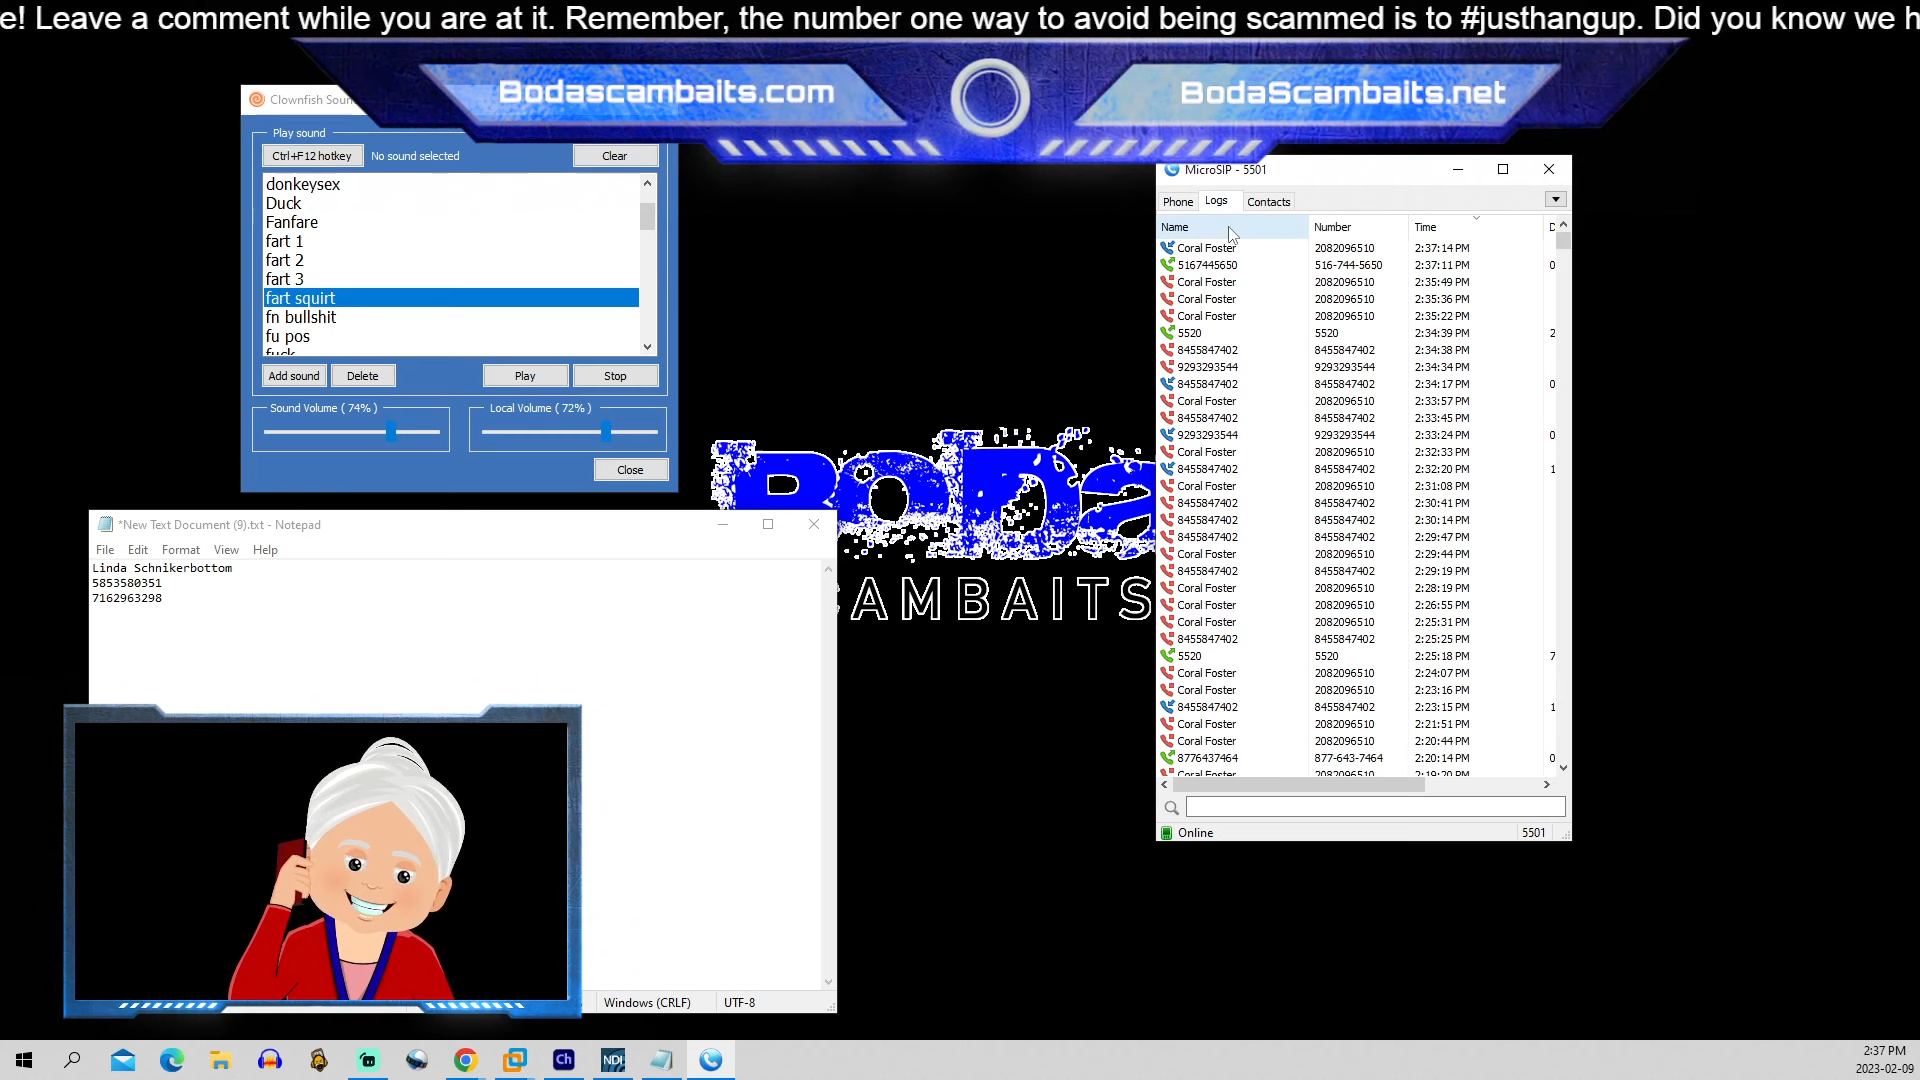 e! Leave a comment while you are at it. Remember, the number one way to avoid being scammed is to #justhangup. Did you know we h
Bodascambaits.com
BodaScambaits.net
Clownfish Soun
Play sound
Ctrl+F12 hotkey No sound selected Clear
donkeysex
Duck
Fanfare
fart 1
fart 2
fart 3
fart squirt
fn bullshit
fu pos
fuck
Add sound Delete Play Stop
Sound Volume ( 74% ) Local Volume ( 72% )
Close
BoDa
CAMBAITS
*New Text Document (9).txt - Notepad
File Edit Format View Help
Linda Schnikerbottom
5853580351
7162963298
Windows (CRLF) UTF-8
MicroSIP - 5501
Phone Logs Contacts
Name Number Time D
Coral Foster 2082096510 2:37:14 PM
5167445650 516-744-5650 2:37:11 PM 0
Coral Foster 2082096510 2:35:49 PM
Coral Foster 2082096510 2:35:36 PM
Coral Foster 2082096510 2:35:22 PM
5520 5520 2:34:39 PM 2
8455847402 8455847402 2:34:38 PM
9293293544 9293293544 2:34:34 PM
8455847402 8455847402 2:34:17 PM 0
Coral Foster 2082096510 2:33:57 PM
8455847402 8455847402 2:33:45 PM
9293293544 9293293544 2:33:24 PM 0
Coral Foster 2082096510 2:32:33 PM
8455847402 8455847402 2:32:20 PM 1
Coral Foster 2082096510 2:31:08 PM
8455847402 8455847402 2:30:41 PM
8455847402 8455847402 2:30:14 PM
8455847402 8455847402 2:29:47 PM
Coral Foster 2082096510 2:29:44 PM
8455847402 8455847402 2:29:19 PM
Coral Foster 2082096510 2:28:19 PM
Coral Foster 2082096510 2:26:55 PM
Coral Foster 2082096510 2:25:31 PM
8455847402 8455847402 2:25:25 PM
5520 5520 2:25:18 PM 7
Coral Foster 2082096510 2:24:07 PM
Coral Foster 2082096510 2:23:16 PM
8455847402 8455847402 2:23:15 PM 1
Coral Foster 2082096510 2:21:51 PM
Coral Foster 2082096510 2:20:44 PM
8776437464 877-643-7464 2:20:14 PM 0
Coral Foster 2082096510 2:19:20 PM
Online 5501
Ch
NDI
2:37 PM
2023-02-09